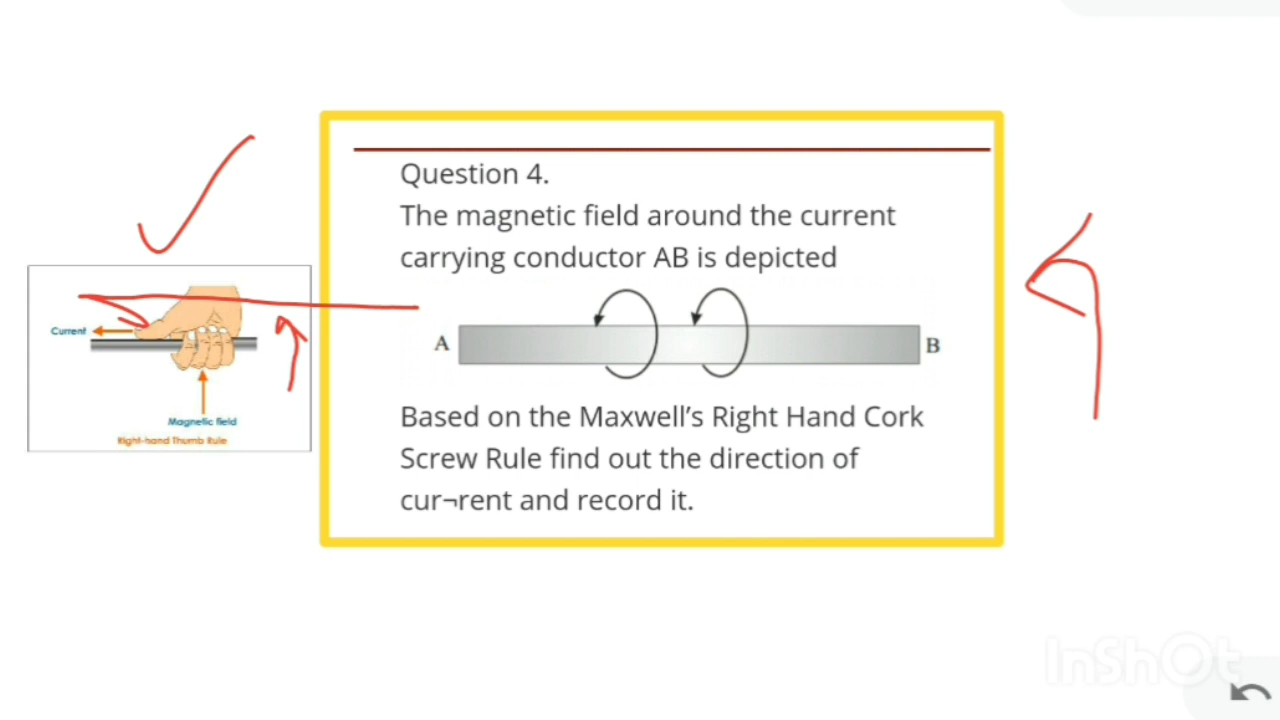 Question 4.
The magnetic field around the current
carrying conductor AB is depicted
A
B
Based on the Maxwell’s Right Hand Cork
Screw Rule find out the direction of
cur¬rent and record it.
Current
Magnetic field
Right-hand Thumb Rule
InShOt